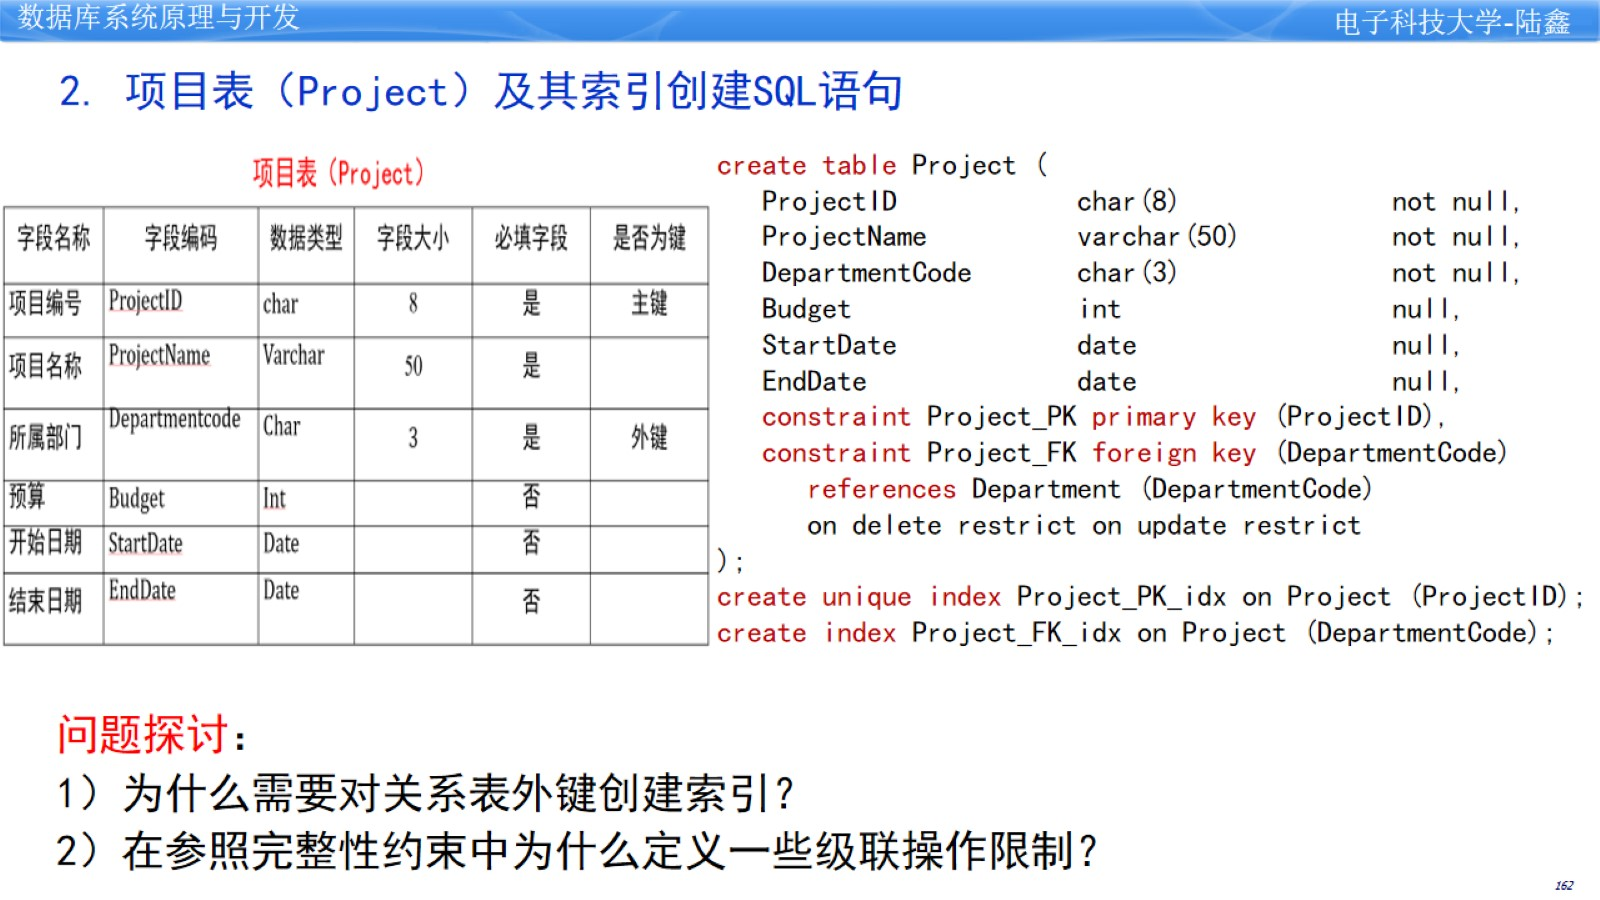 数据库系统原理与开发
电子科技大学-陆鑫
2. 项目表（Project）及其索引创建SQL语句
项目表（Project）
字段名称 字段编码 数据类型 字段大小 必填字段 是否为键
项目编号 ProjectID char 8 是 主键
项目名称 ProjectName Varchar 50 是
所属部门 Departmentcode Char 3 是 外键
预算 Budget Int 否
开始日期 StartDate Date 否
结束日期 EndDate Date 否
create table Project (
ProjectID char(8) not null,
ProjectName varchar(50) not null,
DepartmentCode char(3) not null,
Budget int null,
StartDate date null,
EndDate date null,
constraint Project_PK primary key (ProjectID),
constraint Project_FK foreign key (DepartmentCode)
references Department (DepartmentCode)
on delete restrict on update restrict
);
create unique index Project_PK_idx on Project (ProjectID);
create index Project_FK_idx on Project (DepartmentCode);
问题探讨：
1）为什么需要对关系表外键创建索引？
2）在参照完整性约束中为什么定义一些级联操作限制？
162